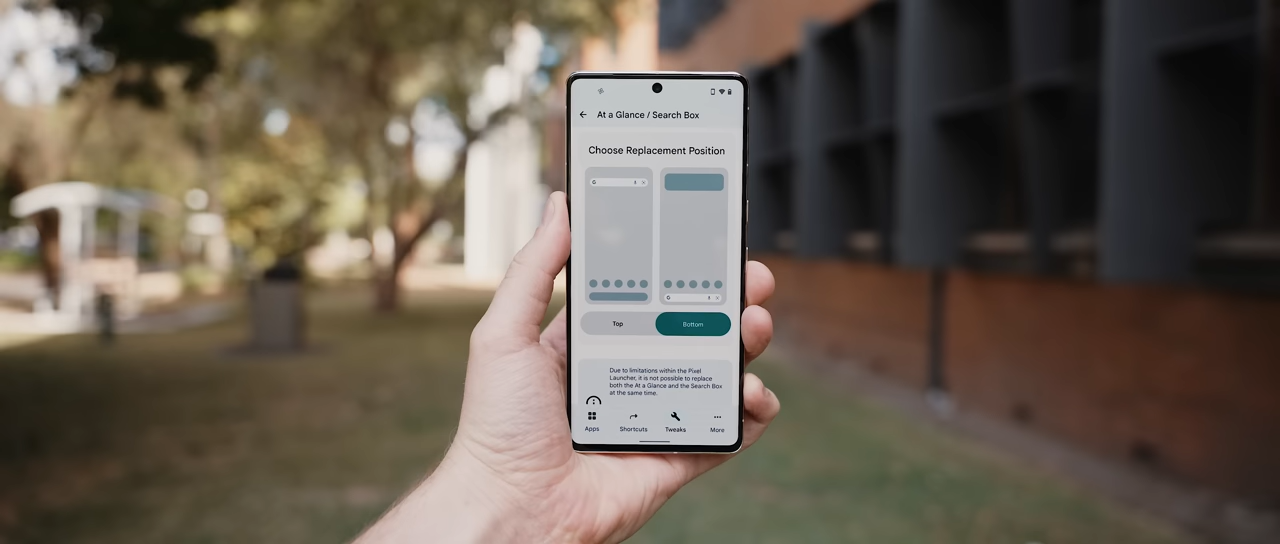 At a Glance / Search Box
Choose Replacement Position
G
G
Top
Bottom
Due to limitations within the Pixel
Launcher, it is not possible to replace
both the At a Glance and the Search Box
at the same time.
Apps
Shortcuts
Tweaks
More